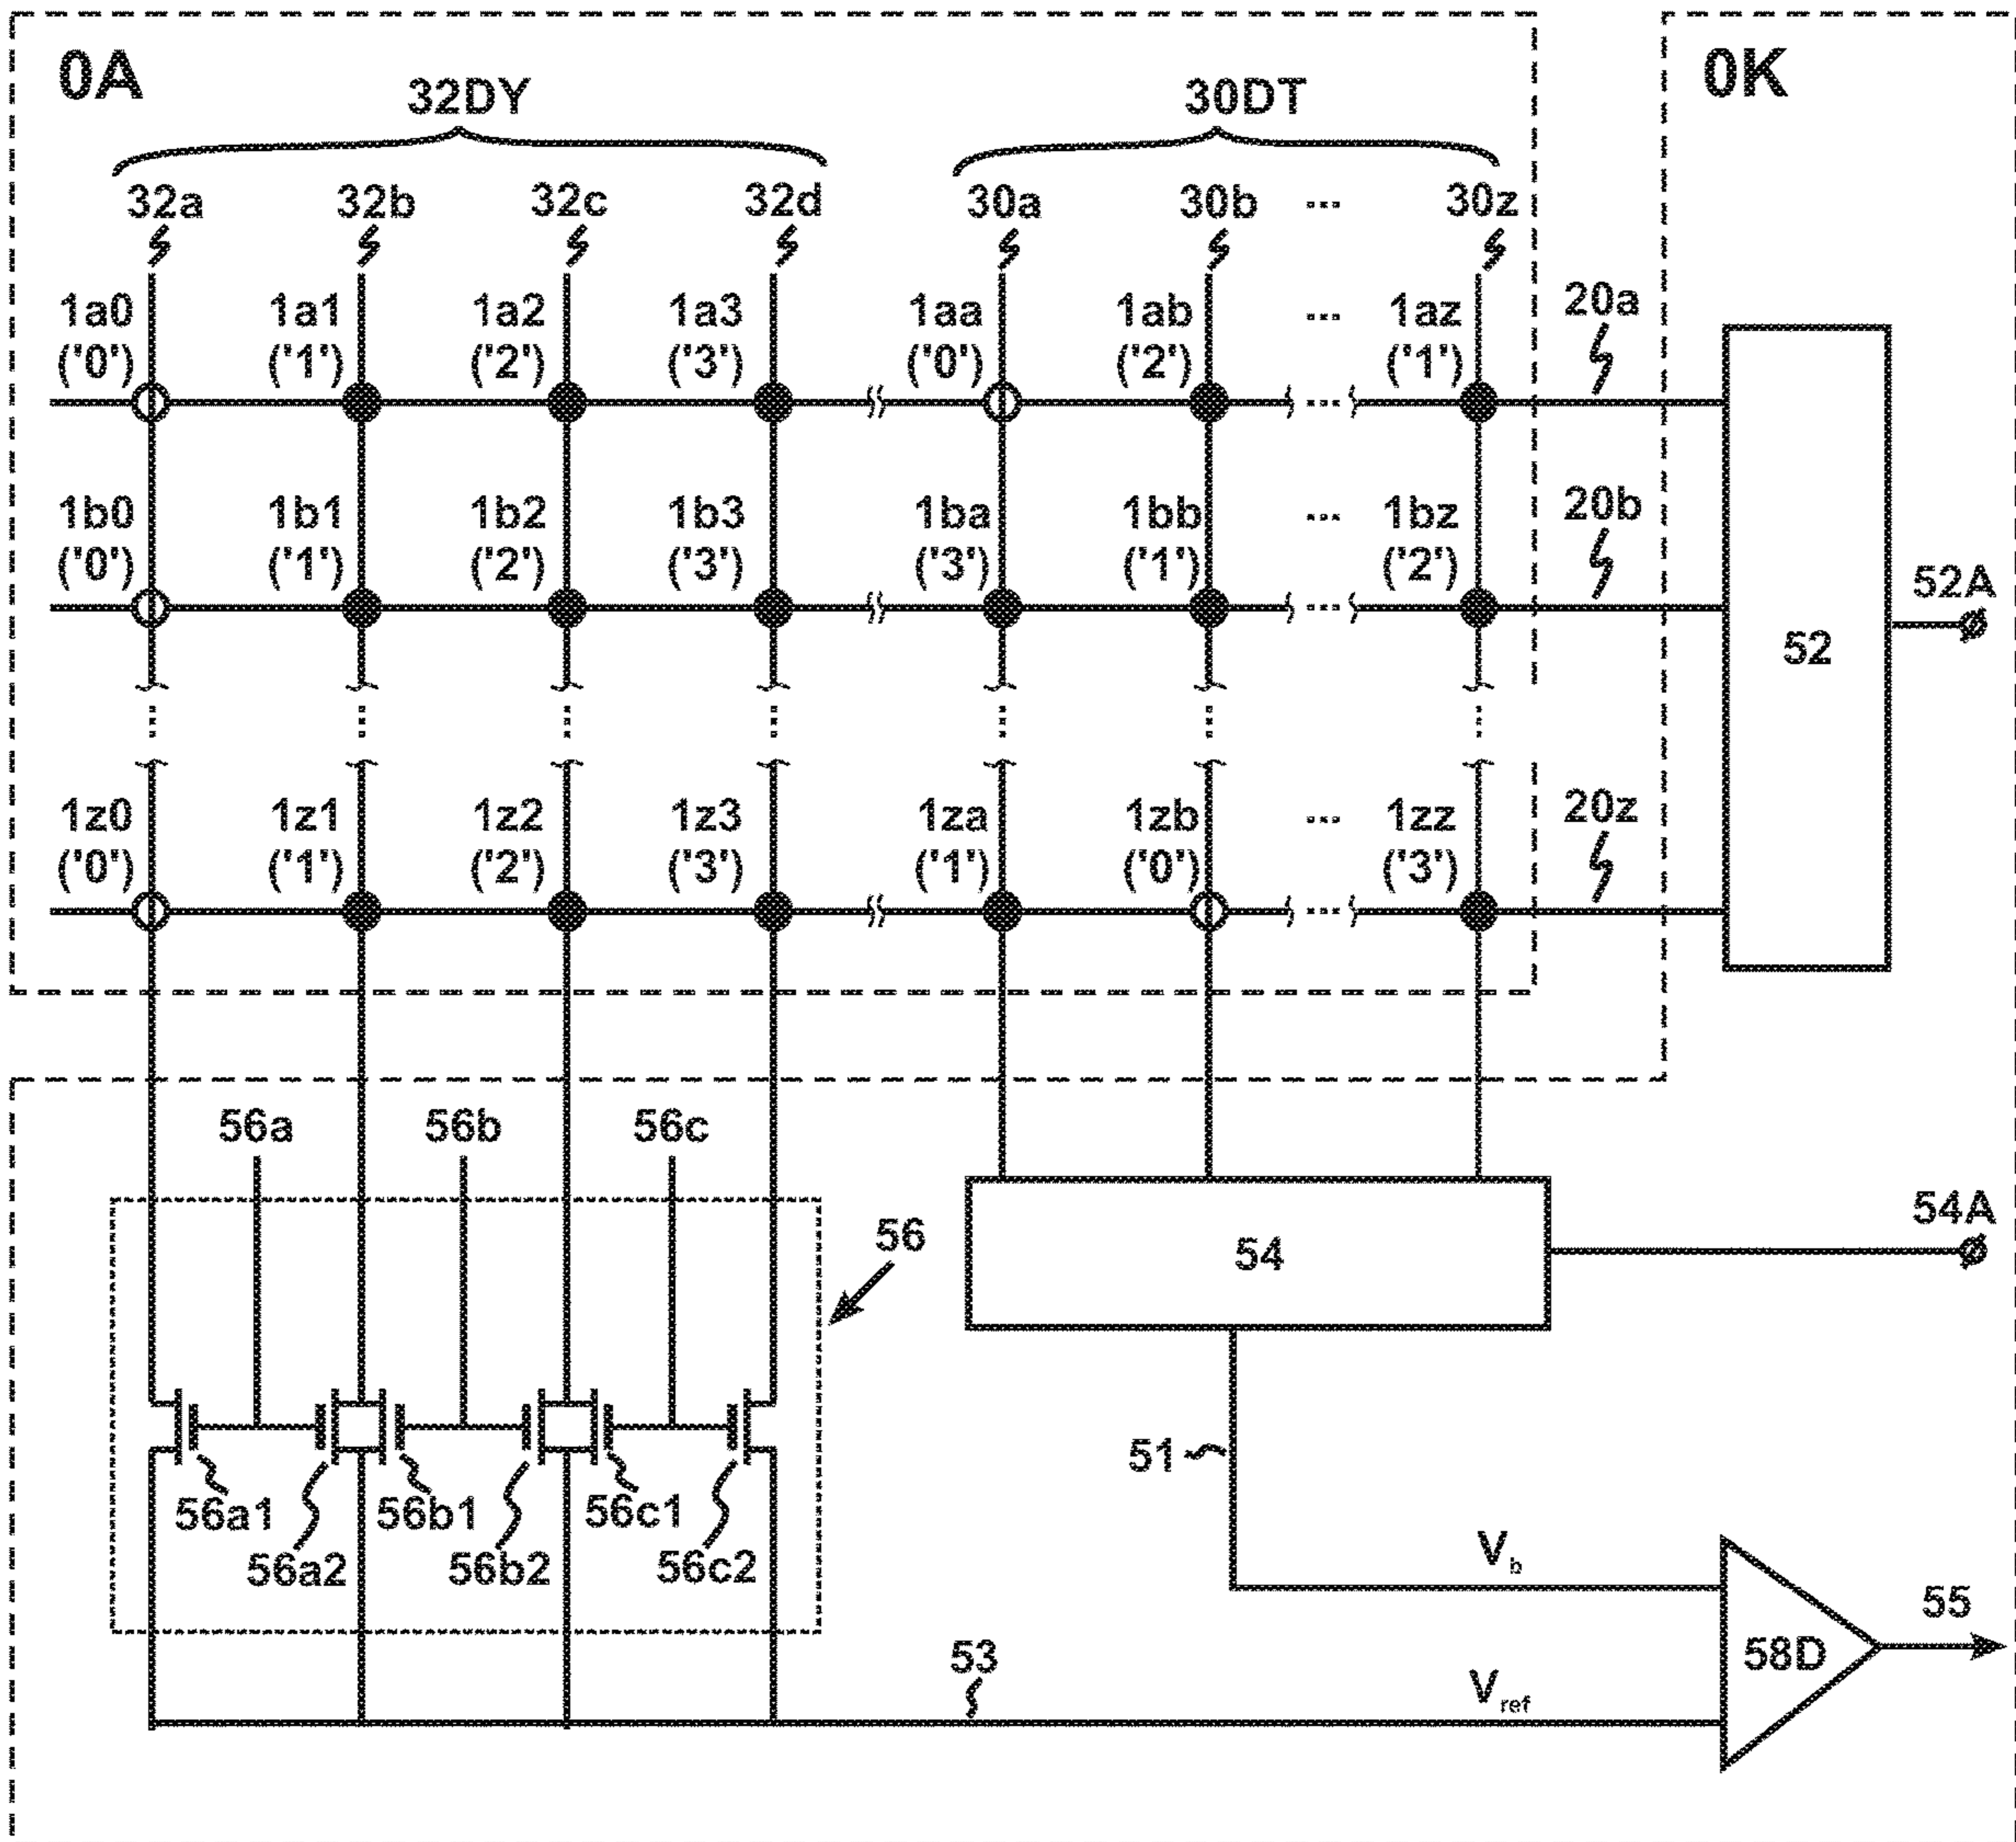 0A
0K
32DY
30DT
32a 32b 32c 32d 30a 30b ... 30z
1a0 1a1 1a2 1a3 1aa 1ab ... 1az 20a
('0') ('1') ('2') ('3') ('0') ('2') ('1')
...
1b0 1b1 1b2 1b3 1ba 1bb ... 1bz 20b
('0') ('1') ('2') ('3') ('3') ('1') ('2')
...
52A
52
1z0 1z1 1z2 1z3 1za 1zb ... 1zz 20z
('0') ('1') ('2') ('3') ('1') ('0') ('3')
...
56a 56b 56c
56
54
54A
51
56a1 56b1 56c1
56a2 56b2 56c2
Vb
55
58D
53
Vref